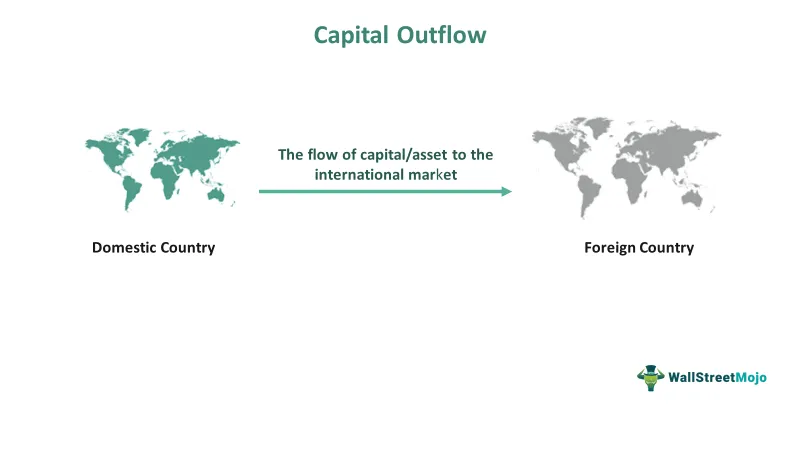 Capital Outflow
The flow of capital/asset to the
international market
Domestic Country
Foreign Country
WallStreetMojo